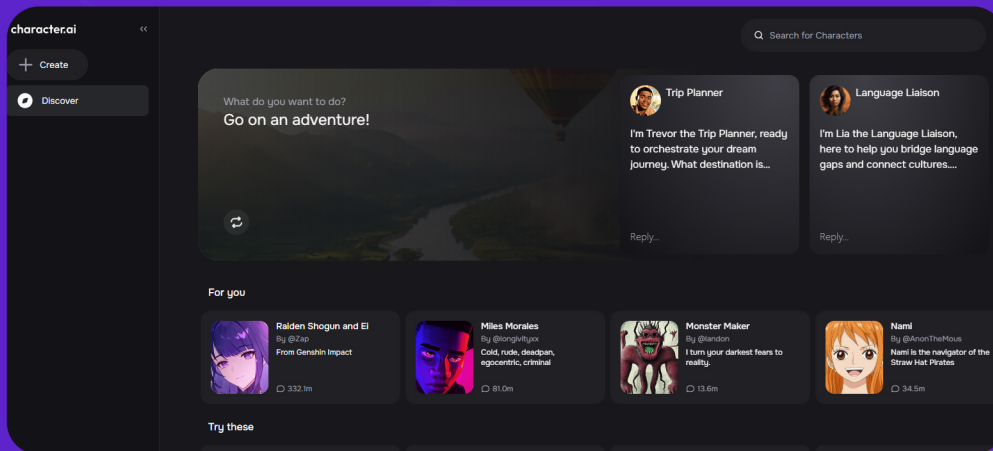 character.ai
Create
Discover
Search for Characters
What do you want to do?
Go on an adventure!
Trip Planner
I'm Trevor the Trip Planner, ready
to orchestrate your dream
journey. What destination is...
Reply...
Language Liaison
I'm Lia the Language Liaison,
here to help you bridge language
gaps and connect cultures....
Reply...
For you
Raiden Shogun and Ei
By @Zap
From Genshin Impact
332.1m
Miles Morales
By @longivityxx
Cold, rude, deadpan,
egocentric, criminal
81.0m
Monster Maker
By @landon
I turn your darkest fears to
reality.
13.6m
Nami
By @AnonTheMous
Nami is the navigator of the
Straw Hat Pirates
34.5m
Try these